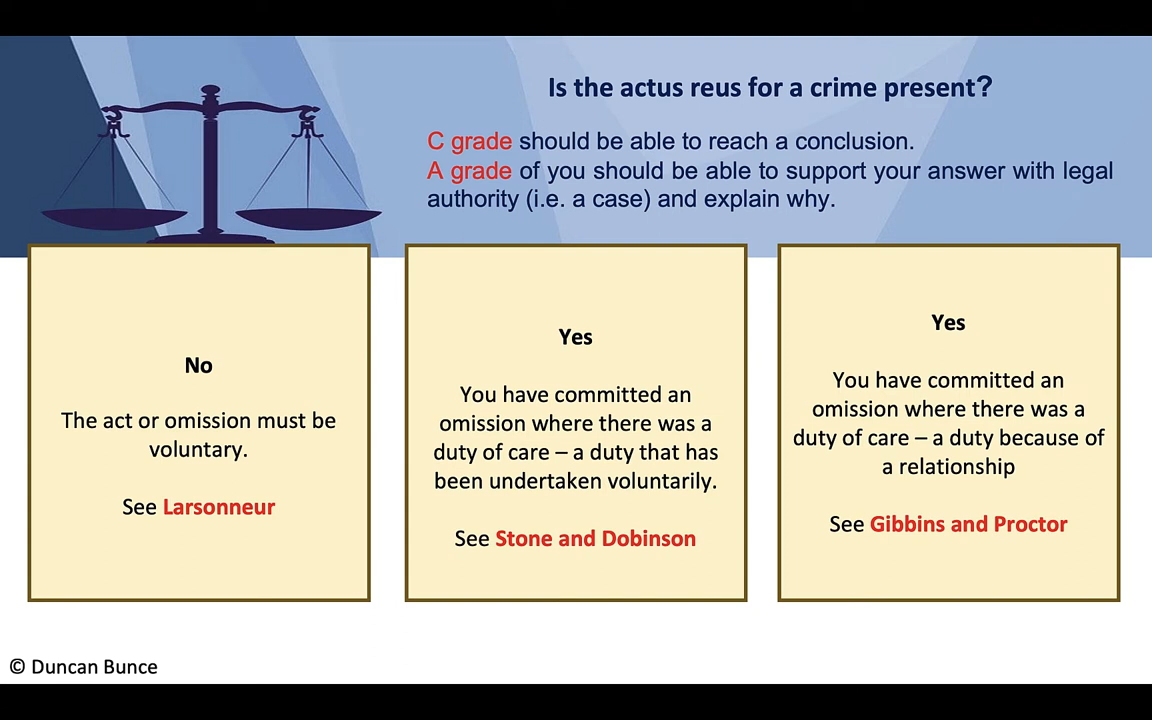 Is the actus reus for a crime present?
C grade should be able to reach a conclusion.
A grade of you should be able to support your answer with legal
authority (i.e. a case) and explain why.
No
The act or omission must be
voluntary.
See Larsonneur
Yes
You have committed an
omission where there was a
duty of care – a duty that has
been undertaken voluntarily.
See Stone and Dobinson
Yes
You have committed an
omission where there was a
duty of care – a duty because of
a relationship
See Gibbins and Proctor
© Duncan Bunce